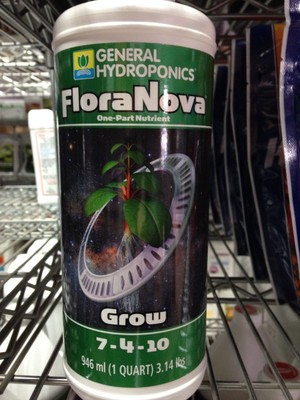 GENERAL
HYDROPONICS
FloraNova
One-Part Nutrient
Grow
7-4-10
946 ml (1 QUART) 3.14 lbs